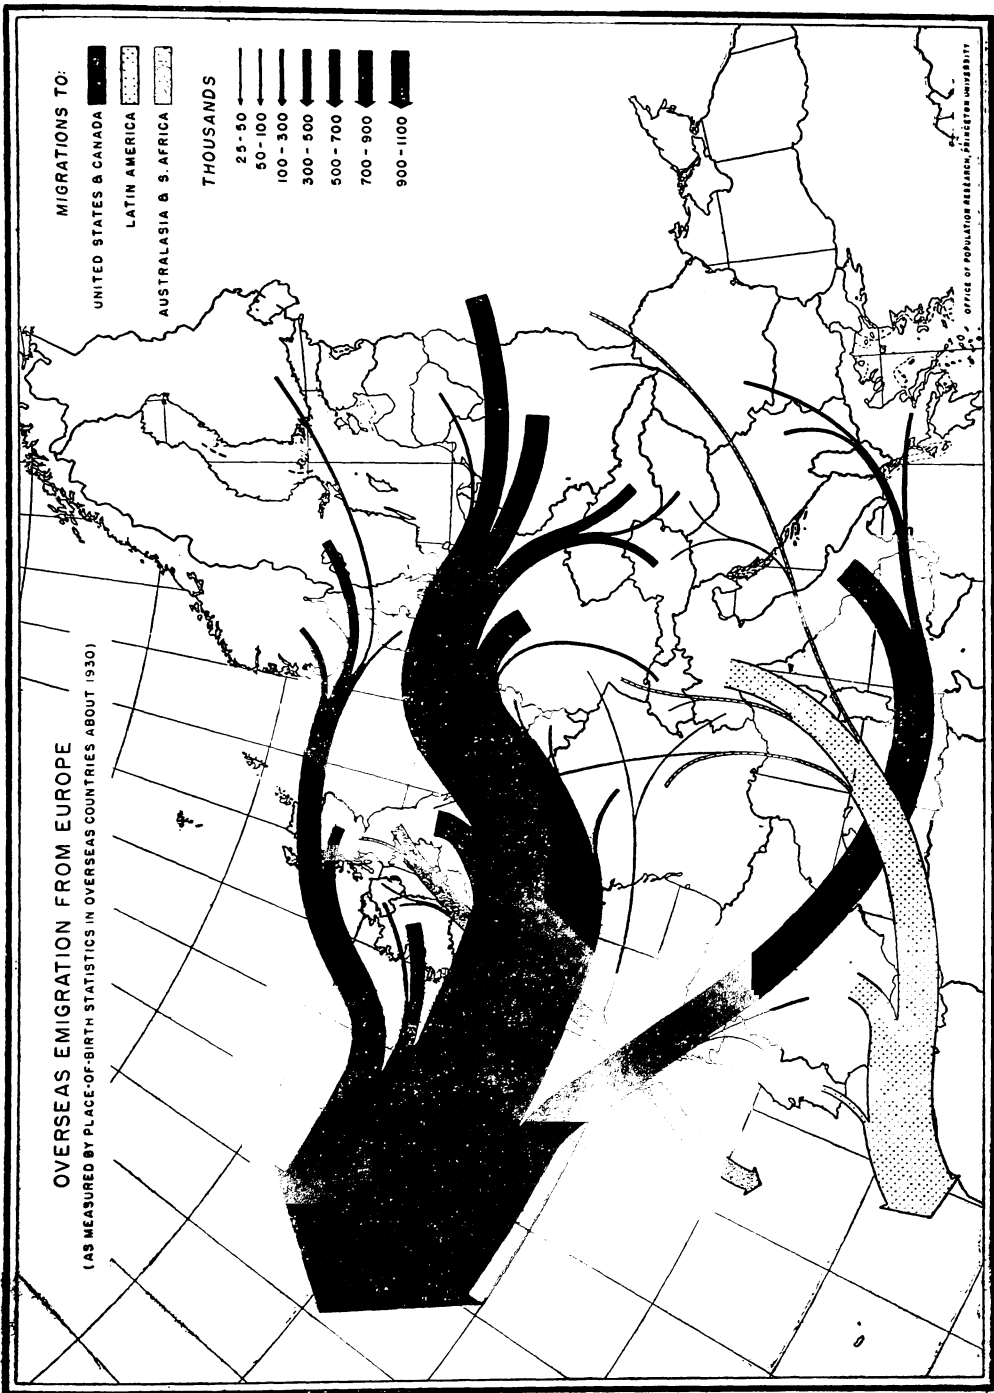 OVERSEAS EMIGRATION FROM EUROPE
(AS MEASURED BY PLACE-OF-BIRTH STATISTICS IN OVERSEAS COUNTRIES ABOUT 1930)
MIGRATIONS TO:
UNITED STATES & CANADA
LATIN AMERICA
AUSTRALASIA & S. AFRICA
THOUSANDS
25 - 50
50 - 100
100 - 300
300 - 500
500 - 700
700 - 900
900 - 1100
OFFICE OF POPULATION RESEARCH, PRINCETON UNIVERSITY